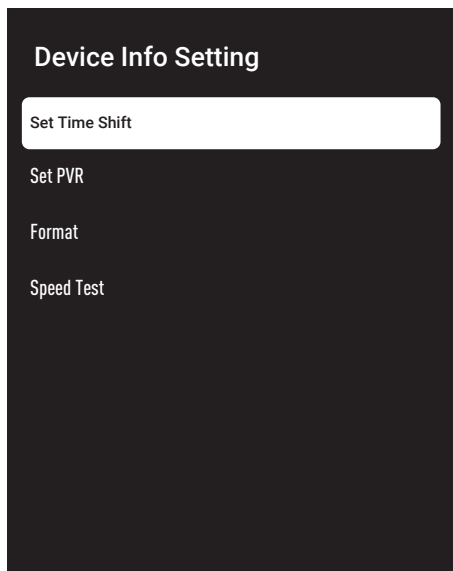 Device Info Setting
Set Time Shift
Set PVR
Format
Speed Test